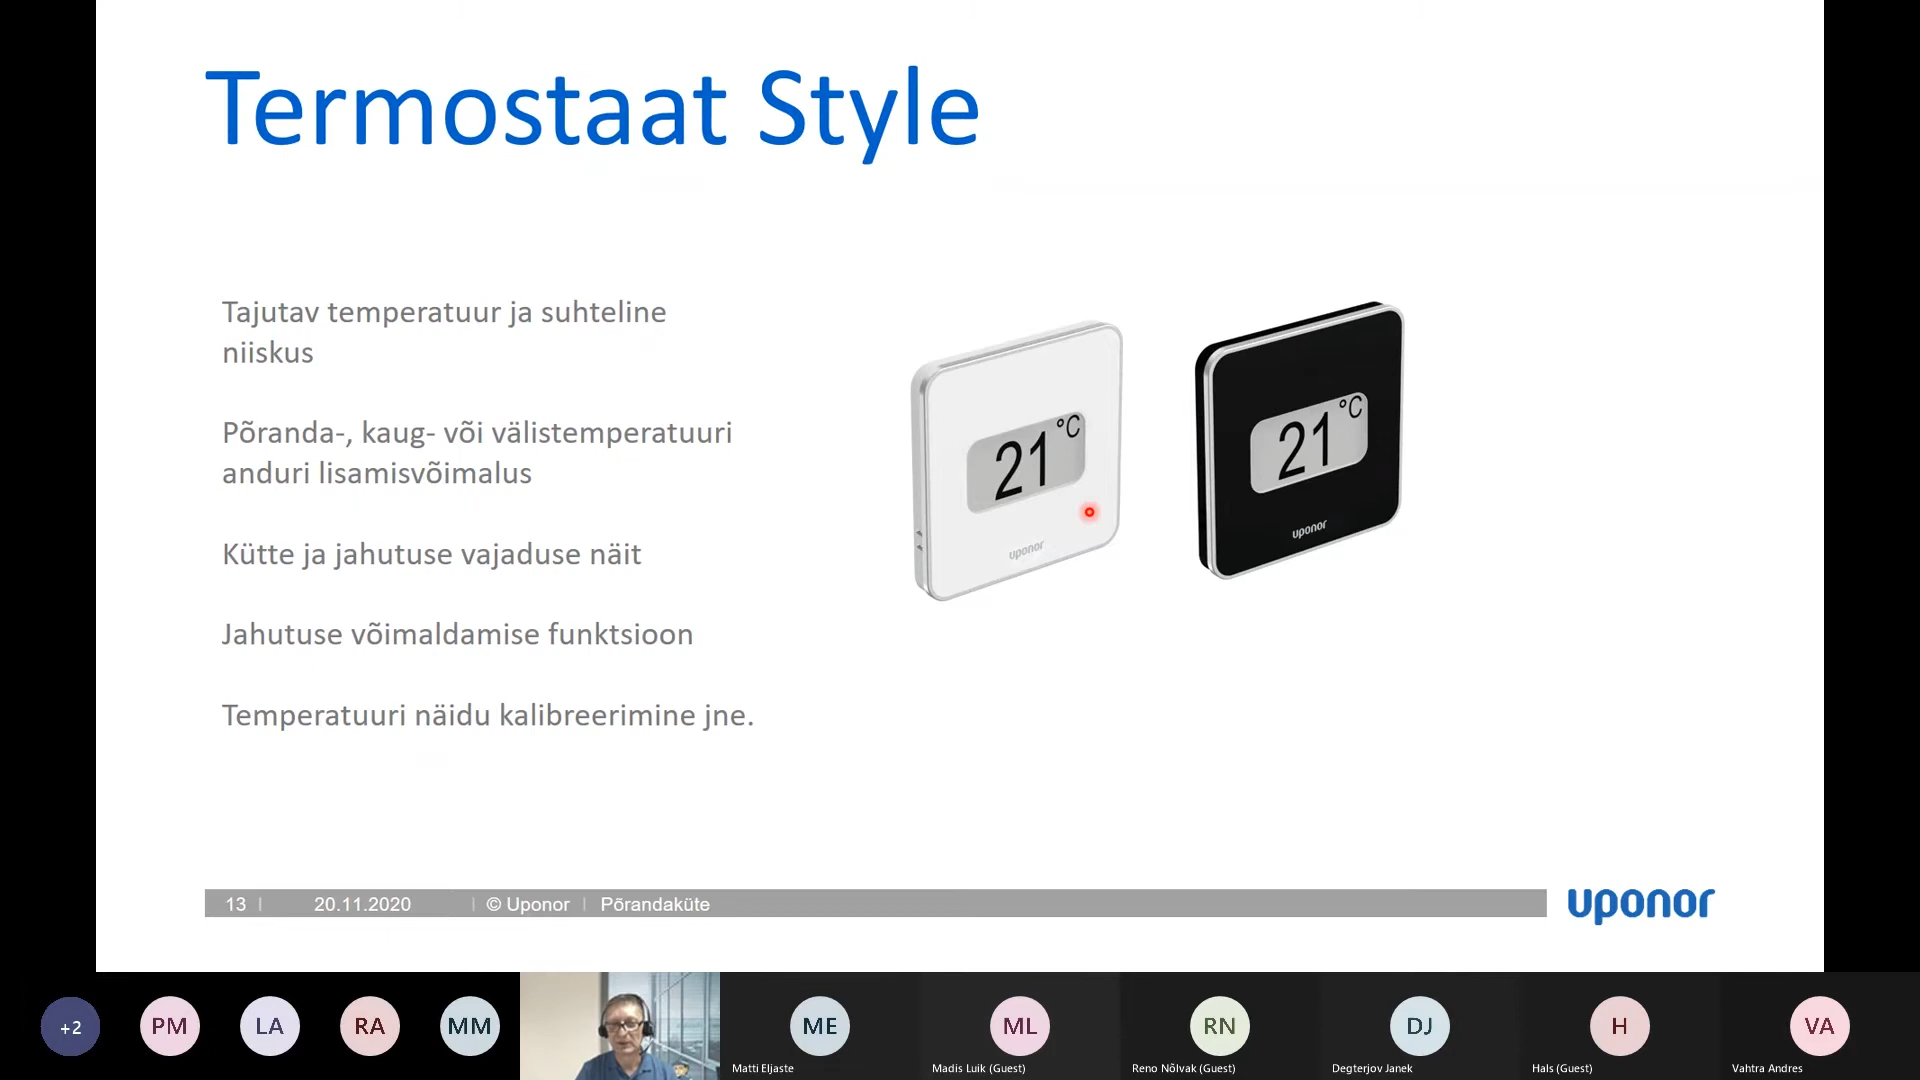 Termostaat Style
Tajutav temperatuur ja suhteline
niiskus
Põranda-, kaug- või välistemperatuuri
anduri lisamisvõimalus
Kütte ja jahutuse vajaduse näit
Jahutuse võimaldamise funktsioon
Temperatuuri näidu kalibreerimine jne.
21 °C
uponor
21 °C
uponor
13 | 20.11.2020 | © Uponor | Põrandaküte
uponor
+2 PM LA RA MM ME ML RN DJ H VA
Matti Eljaste Madis Luik (Guest) Reno Nõlvak (Guest) Degterjov Janek Hals (Guest) Vahtra Andres